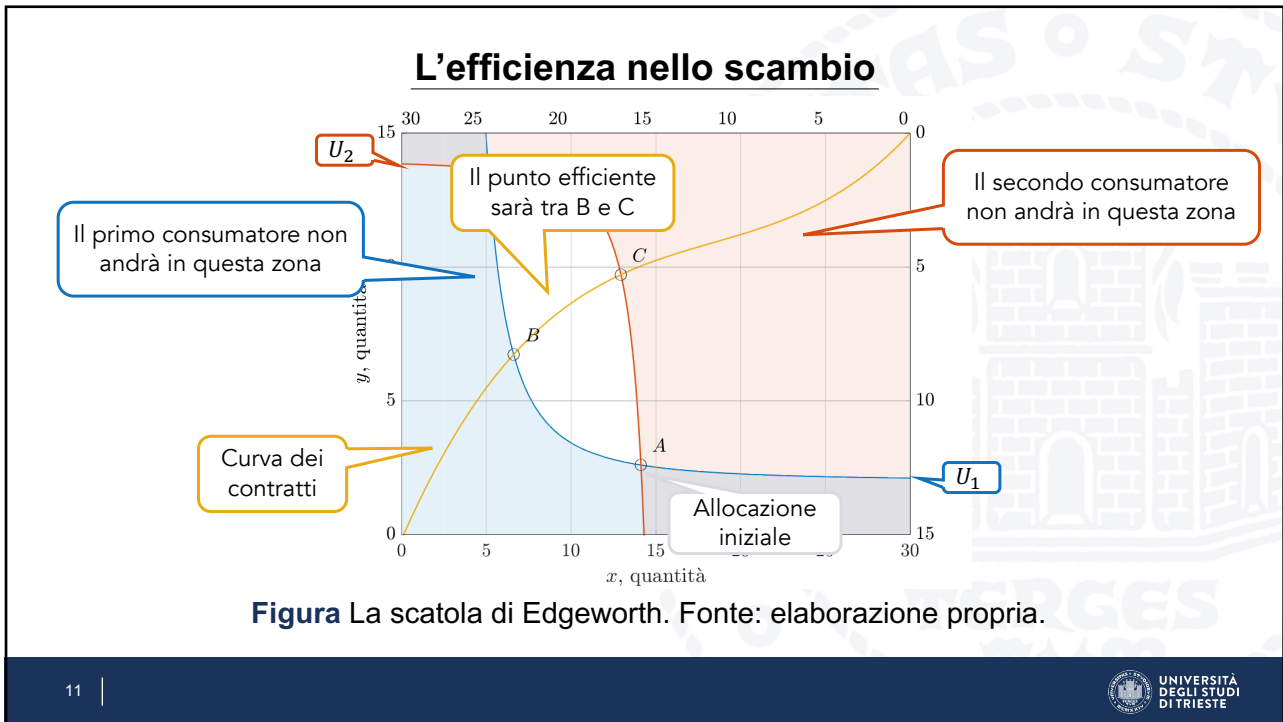 L'efficienza nello scambio
30 25 20 15 10 5 0
15
0
U₂
Il punto efficiente
sarà tra B e C
Il secondo consumatore
non andrà in questa zona
Il primo consumatore non
andrà in questa zona
C
5
y, quantità
B
5
10
A
Curva dei
contratti
U₁
Allocazione
iniziale
0
15
0 5 10 15 30
x, quantità
Figura La scatola di Edgeworth. Fonte: elaborazione propria.
11
UNIVERSITÀ
DEGLI STUDI
DI TRIESTE